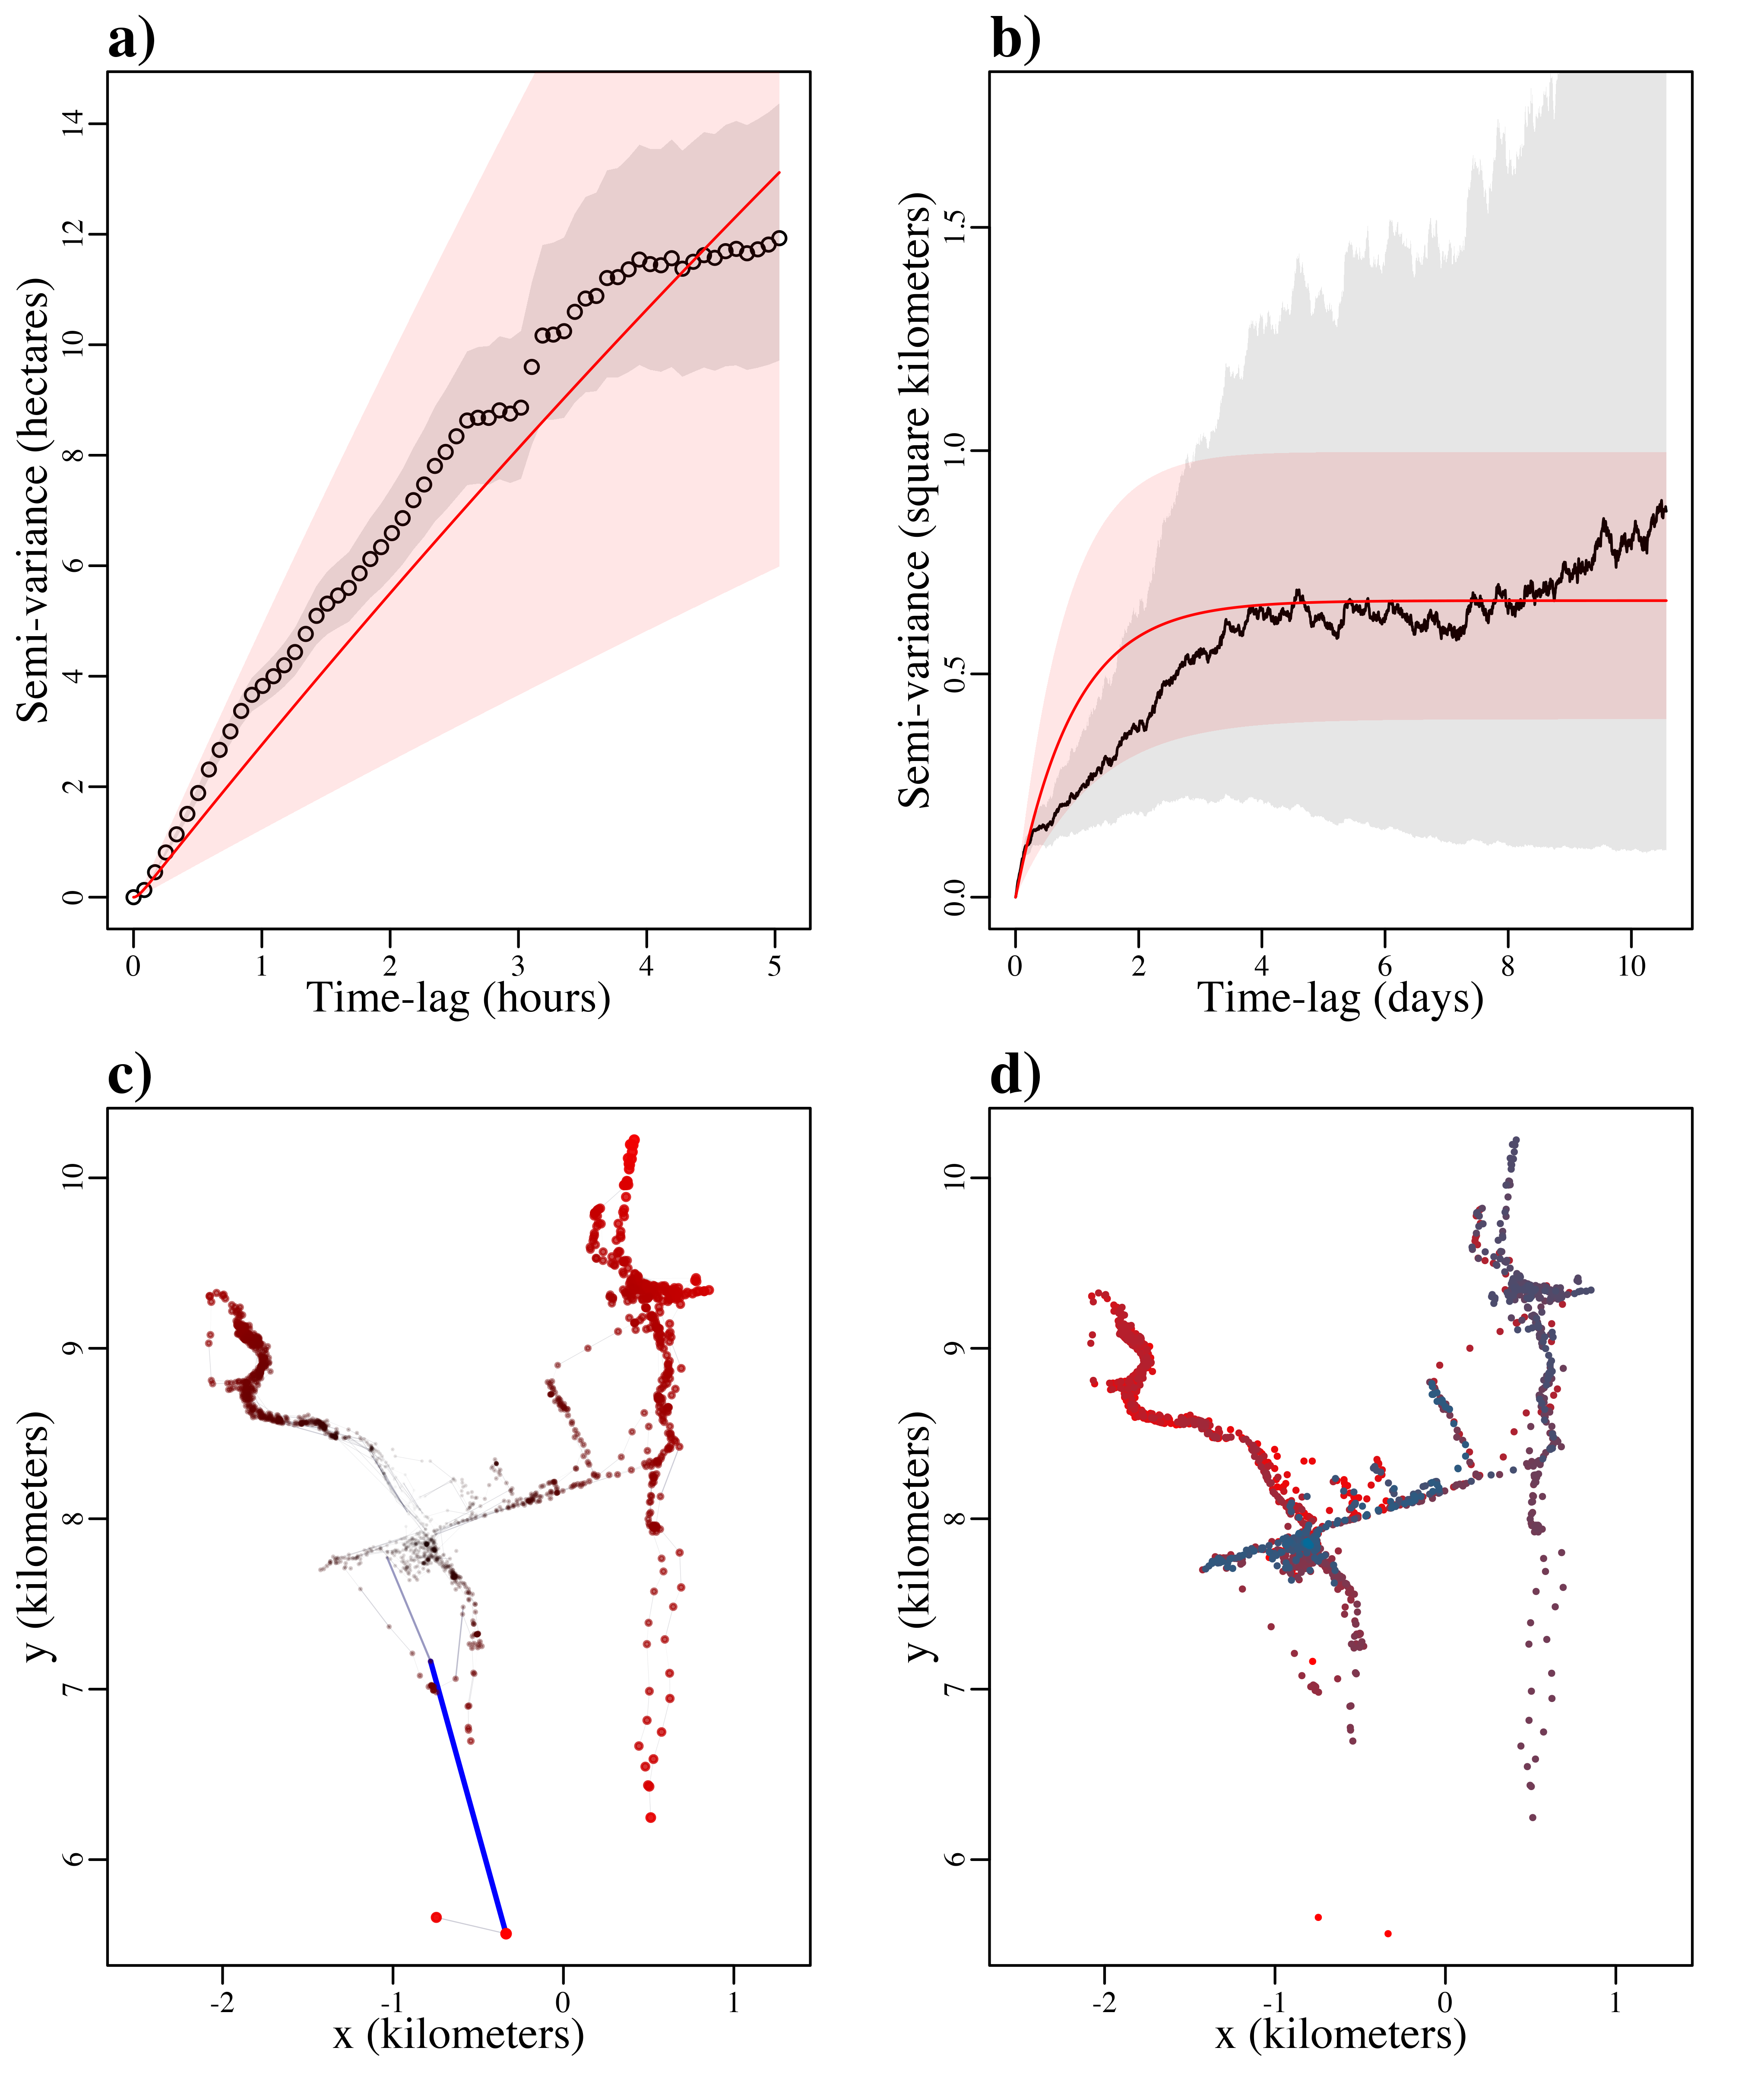 a)
Semi-variance (hectares)
0 2 4 6 8 10 12 14
0 1 2 3 4 5
Time-lag (hours)
b)
Semi-variance (square kilometers)
0.0 0.5 1.0 1.5
0 2 4 6 8 10
Time-lag (days)
c)
y (kilometers)
6 7 8 9 10
-2 -1 0 1
x (kilometers)
d)
y (kilometers)
6 7 8 9 10
-2 -1 0 1
x (kilometers)